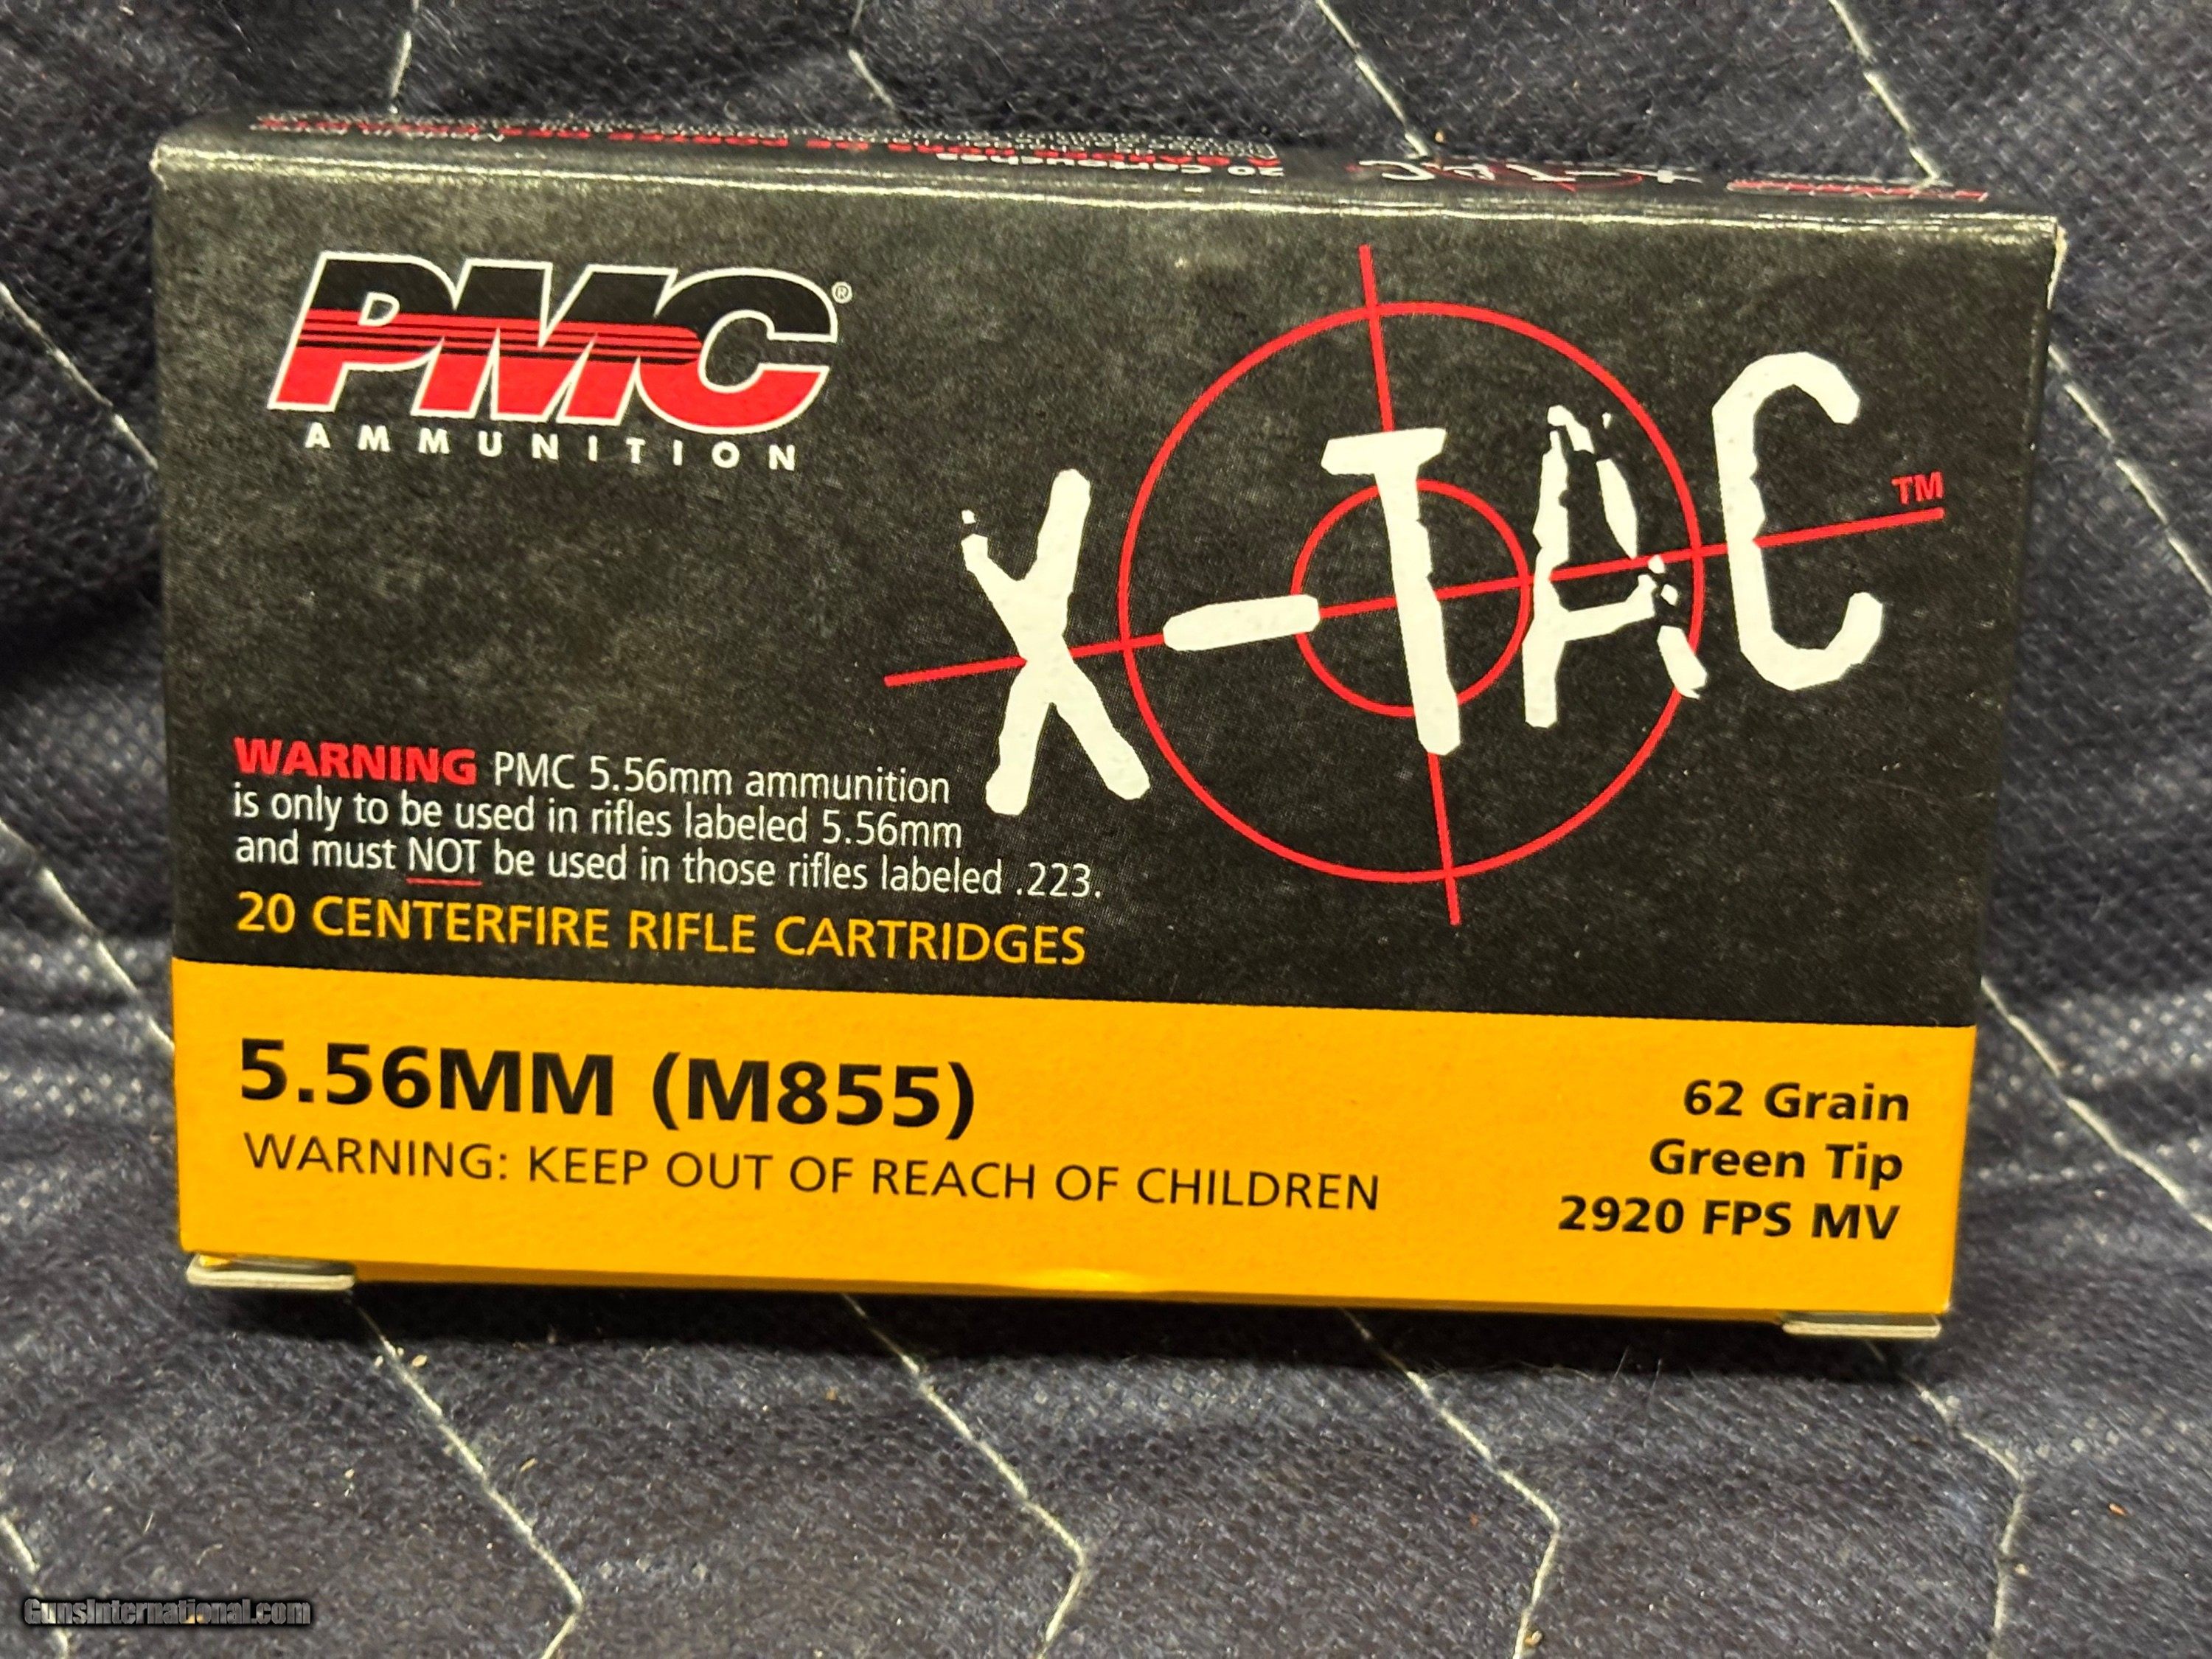 20 Cartouches
PMC®
AMMUNITION
X-TAC™
WARNING PMC 5.56mm ammunition
is only to be used in rifles labeled 5.56mm
and must NOT be used in those rifles labeled .223.
20 CENTERFIRE RIFLE CARTRIDGES
5.56MM (M855)
WARNING: KEEP OUT OF REACH OF CHILDREN
62 Grain
Green Tip
2920 FPS MV
GunsInternational.com